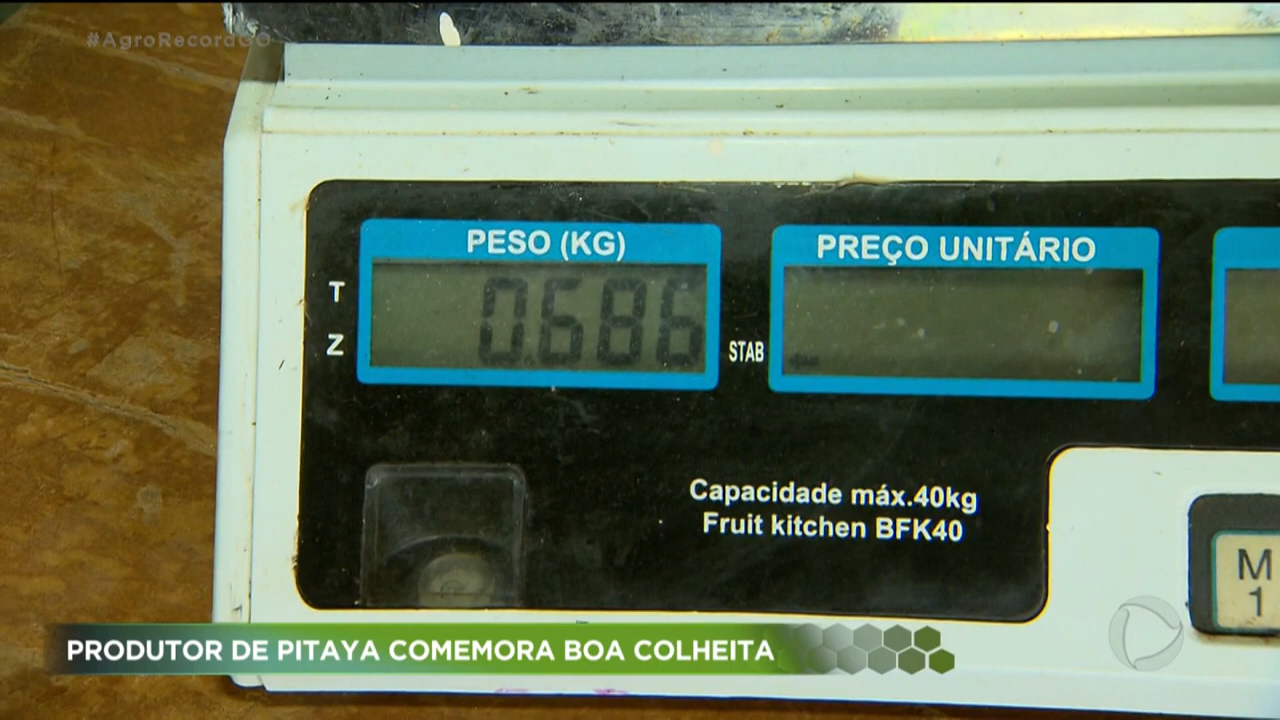 #AgroRecordGO
PESO (KG)
PREÇO UNITÁRIO
T
0.686
Z
STAB
Capacidade máx.40kg
Fruit kitchen BFK40
M
1
PRODUTOR DE PITAYA COMEMORA BOA COLHEITA